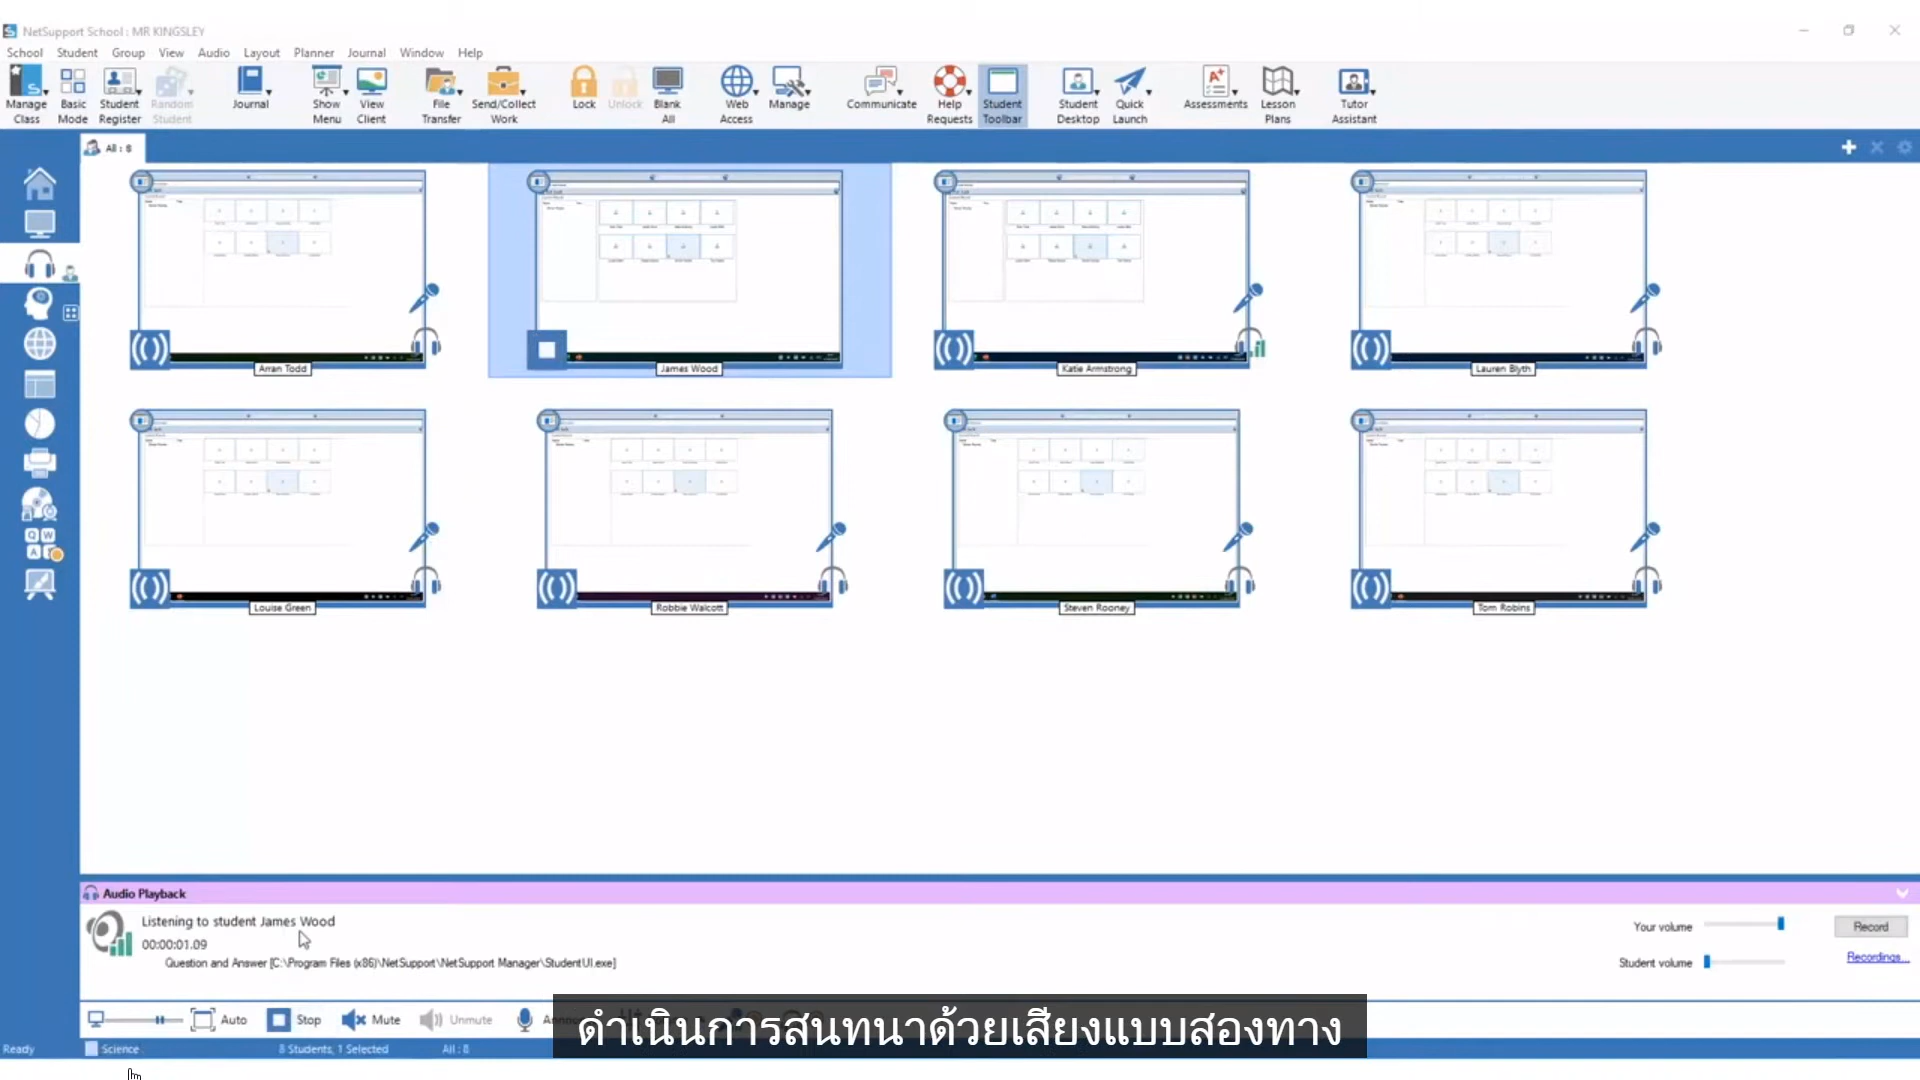 NetSupport School : MR KINGSLEY
School Student Group View Audio Layout Planner Journal Window Help
Manage Class
Basic Mode
Student Register
Random Student
Journal
Show Menu
View Client
File Transfer
Send/Collect Work
Lock
Unlock
Blank All
Web Access
Manage
Communicate
Help Requests
Student Toolbar
Student Desktop
Quick Launch
Assessments
Lesson Plans
Tutor Assistant
All : 8
Arran Todd
James Wood
Katie Armstrong
Lauren Blyth
Louise Green
Robbie Walcott
Steven Rooney
Tom Robins
Audio Playback
Listening to student James Wood
00:00:01.09
Question and Answer [C:\Program Files (x86)\NetSupport\NetSupport Manager\StudentUI.exe]
Your volume
Record
Student volume
Recordings...
Auto Stop Mute Unmute
ดำเนินการสนทนาด้วยเสียงแบบสองทาง
Ready Science 8 Students, 1 Selected All : 8